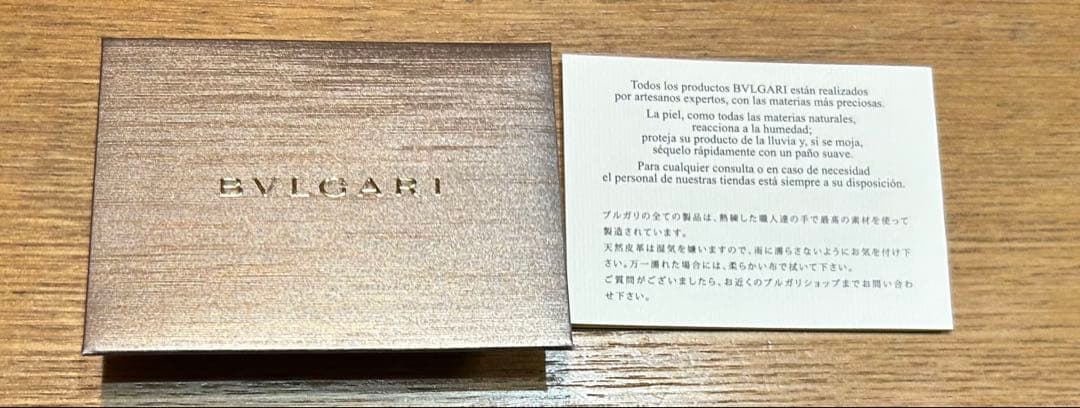 BVLGARI
Todos los productos BVLGARI están realizados
por artesanos expertos, con las materias más preciosas.
La piel, como todas las materias naturales,
reacciona a la humedad;
proteja su producto de la lluvia y, si se moja,
séquelo rápidamente con un paño suave.
Para cualquier consulta o en caso de necesidad
el personal de nuestras tiendas está siempre a su disposición.
ブルガリの全ての製品は、熟練した職人達の手で最高の素材を使って
製造されています。
天然皮革は湿気を嫌いますので、雨に濡らさないようにお気を付け下
さい。万一濡れた場合には、柔らかい布で拭いて下さい。
ご質問がございましたら、お近くのブルガリショップまでお問い合わ
せ下さい。